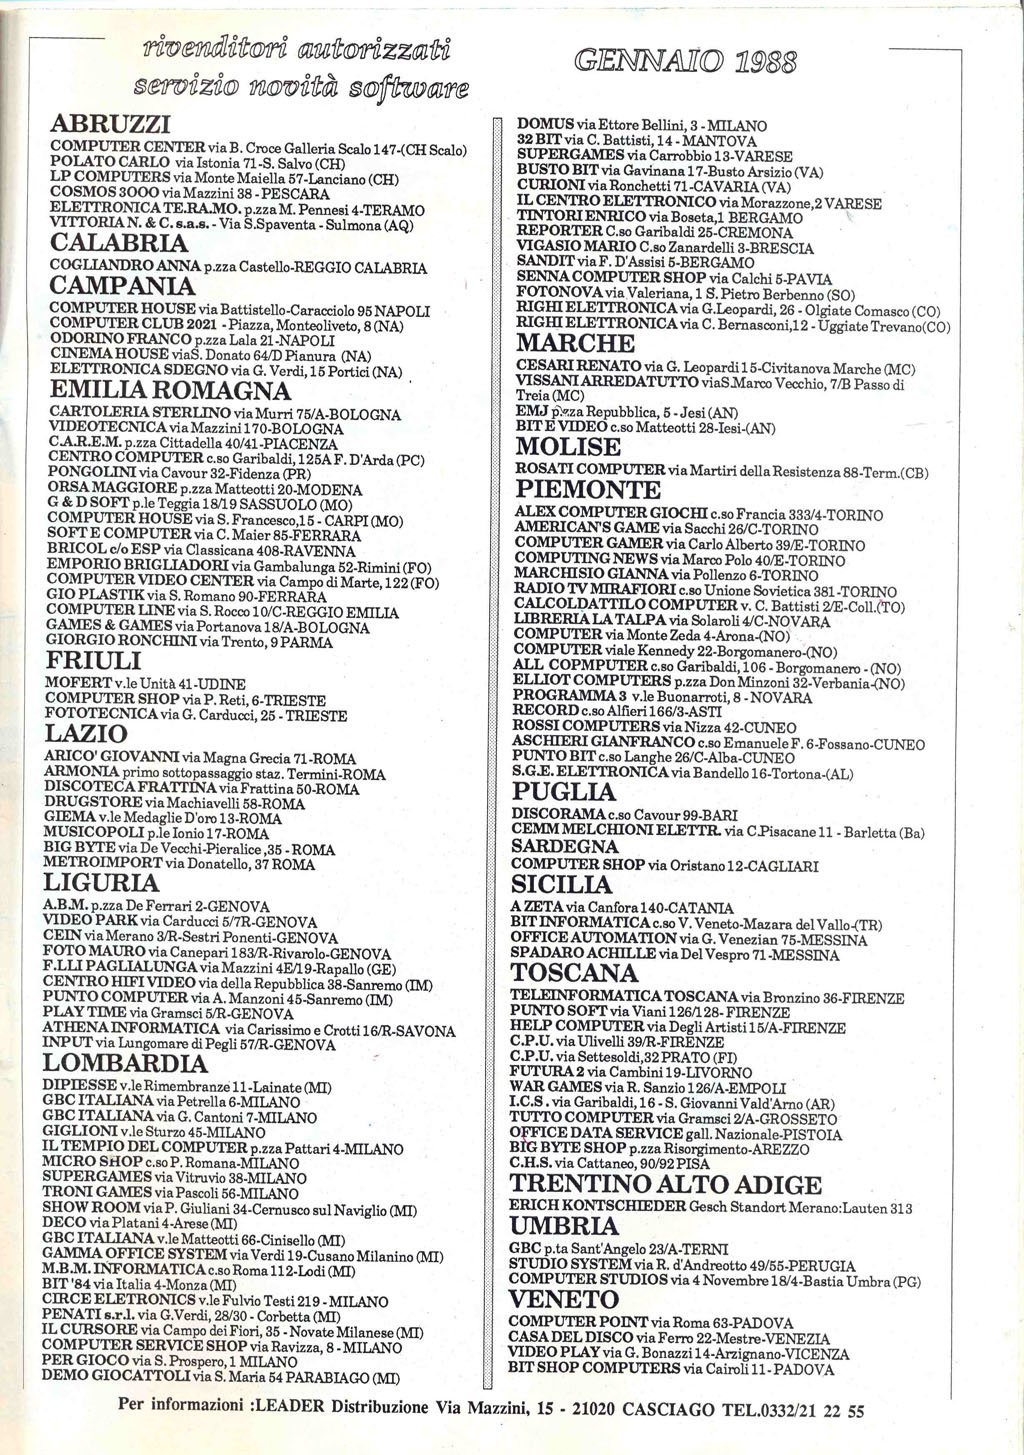 rivenditori autorizzati
servizio novità software
GENNAIO 1988
ABRUZZI
COMPUTER CENTER via B. Croce Galleria Scalo 147-(CH Scalo)
POLATO CARLO via Istonia 71-S. Salvo (CH)
LP COMPUTERS via Monte Maiella 57-Lanciano (CH)
COSMOS 3000 via Mazzini 38 - PESCARA
ELETTRONICA TE.RA.MO. p.zza M. Pennesi 4-TERAMO
VITTORIA N. & C. s.a.s. - Via S.Spaventa - Sulmona (AQ)
CALABRIA
COGLIANDRO ANNA p.zza Castello-REGGIO CALABRIA
CAMPANIA
COMPUTER HOUSE via Battistello-Caracciolo 95 NAPOLI
COMPUTER CLUB 2021 - Piazza, Monteoliveto, 8 (NA)
ODORINO FRANCO p.zza Lala 21-NAPOLI
CINEMA HOUSE viaS. Donato 64/D Pianura (NA)
ELETTRONICA SDEGNO via G. Verdi, 15 Portici (NA)
EMILIA ROMAGNA
CARTOLERIA STERLINO via Murri 75/A-BOLOGNA
VIDEOTECNICA via Mazzini 170-BOLOGNA
C.A.R.E.M. p.zza Cittadella 40/41-PIACENZA
CENTRO COMPUTER c.so Garibaldi, 125A F. D'Arda (PC)
PONGOLINI via Cavour 32-Fidenza (PR)
ORSA MAGGIORE p.zza Matteotti 20-MODENA
G & D SOFT p.le Teggia 18/19 SASSUOLO (MO)
COMPUTER HOUSE via S. Francesco,15 - CARPI (MO)
SOFT E COMPUTER via C. Maier 85-FERRARA
BRICOL c/o ESP via Classicana 408-RAVENNA
EMPORIO BRIGLIADORI via Gambalunga 52-Rimini (FO)
COMPUTER VIDEO CENTER via Campo di Marte, 122 (FO)
GIO PLASTIK via S. Romano 90-FERRARA
COMPUTER LINE via S. Rocco 10/C-REGGIO EMILIA
GAMES & GAMES via Portanova 18/A-BOLOGNA
GIORGIO RONCHINI via Trento, 9 PARMA
FRIULI
MOFERT v.le Unità 41-UDINE
COMPUTER SHOP via P. Reti, 6-TRIESTE
FOTOTECNICA via G. Carducci, 25 - TRIESTE
LAZIO
ARICO' GIOVANNI via Magna Grecia 71-ROMA
ARMONIA primo sottopassaggio staz. Termini-ROMA
DISCOTECA FRATTINA via Frattina 50-ROMA
DRUGSTORE via Machiavelli 58-ROMA
GIEMA v.le Medaglie D'oro 13-ROMA
MUSICOPOLI p.le Ionio 17-ROMA
BIG BYTE via De Vecchi-Pieralice ,35 - ROMA
METROIMPORT via Donatello, 37 ROMA
LIGURIA
A.B.M. p.zza De Ferrari 2-GENOVA
VIDEO PARK via Carducci 5/7R-GENOVA
CEIN via Merano 3/R-Sestri Ponenti-GENOVA
FOTO MAURO via Canepari 183/R-Rivarolo-GENOVA
F.LLI PAGLIALUNGA via Mazzini 4E/19-Rapallo (GE)
CENTRO HIFI VIDEO via della Repubblica 38-Sanremo (IM)
PUNTO COMPUTER via A. Manzoni 45-Sanremo (IM)
PLAY TIME via Gramsci 5/R-GENOVA
ATHENA INFORMATICA via Carissimo e Crotti 16/R-SAVONA
INPUT via Lungomare di Pegli 57/R-GENOVA
LOMBARDIA
DIPIESSE v.le Rimembranze 11-Lainate (MI)
GBC ITALIANA via Petrella 6-MILANO
GBC ITALIANA via G. Cantoni 7-MILANO
GIGLIONI v.le Sturzo 45-MILANO
IL TEMPIO DEL COMPUTER p.zza Pattari 4-MILANO
MICRO SHOP c.so P. Romana-MILANO
SUPERGAMES via Vitruvio 38-MILANO
TRONI GAMES via Pascoli 56-MILANO
SHOW ROOM via P. Giuliani 34-Cernusco sul Naviglio (MI)
DECO via Platani 4-Arese (MI)
GBC ITALIANA v.le Matteotti 66-Cinisello (MI)
GAMMA OFFICE SYSTEM via Verdi 19-Cusano Milanino (MI)
M.B.M. INFORMATICA c.so Roma 112-Lodi (MI)
BIT '84 via Italia 4-Monza (MI)
CIRCE ELETRONICS v.le Fulvio Testi 219 - MILANO
PENATI s.r.l. via G.Verdi, 28/30 - Corbetta (MI)
IL CURSORE via Campo dei Fiori, 35 - Novate Milanese (MI)
COMPUTER SERVICE SHOP via Ravizza, 8 - MILANO
PER GIOCO via S. Prospero, 1 MILANO
DEMO GIOCATTOLI via S. Maria 54 PARABIAGO (MI)
DOMUS via Ettore Bellini, 3 - MILANO
32 BIT via C. Battisti, 14 - MANTOVA
SUPERGAMES via Carrobbio 13-VARESE
BUSTO BIT via Gavinana 17-Busto Arsizio (VA)
CURIONI via Ronchetti 71-CAVARIA (VA)
IL CENTRO ELETTRONICO via Morazzone,2 VARESE
TINTORI ENRICO via Boseta,1 BERGAMO
REPORTER C.so Garibaldi 25-CREMONA
VIGASIO MARIO C.so Zanardelli 3-BRESCIA
SANDIT via F. D'Assisi 5-BERGAMO
SENNA COMPUTER SHOP via Calchi 5-PAVIA
FOTONOVA via Valeriana, 1 S. Pietro Berbenno (SO)
RIGHI ELETTRONICA via G.Leopardi, 26 - Olgiate Comasco (CO)
RIGHI ELETTRONICA via C. Bernasconi,12 - Uggiate Trevano(CO)
MARCHE
CESARI RENATO via G. Leopardi 15-Civitanova Marche (MC)
VISSANI ARREDATUTTO viaS.Marco Vecchio, 7/B Passo di
Treia (MC)
EMJ p.zza Repubblica, 5 - Jesi (AN)
BIT E VIDEO c.so Matteotti 28-Iesi-(AN)
MOLISE
ROSATI COMPUTER via Martiri della Resistenza 88-Term.(CB)
PIEMONTE
ALEX COMPUTER GIOCHI c.so Francia 333/4-TORINO
AMERICAN'S GAME via Sacchi 26/C-TORINO
COMPUTER GAMER via Carlo Alberto 39/E-TORINO
COMPUTING NEWS via Marco Polo 40/E-TORINO
MARCHISIO GIANNA via Pollenzo 6-TORINO
RADIO TV MIRAFIORI c.so Unione Sovietica 381-TORINO
CALCOLDATTILO COMPUTER v. C. Battisti 2/E-Coll.(TO)
LIBRERIA LA TALPA via Solaroli 4/C-NOVARA
COMPUTER via Monte Zeda 4-Arona-(NO)
COMPUTER viale Kennedy 22-Borgomanero-(NO)
ALL COPMPUTER c.so Garibaldi, 106 - Borgomanero - (NO)
ELLIOT COMPUTERS p.zza Don Minzoni 32-Verbania-(NO)
PROGRAMMA 3 v.le Buonarroti, 8 - NOVARA
RECORD c.so Alfieri 166/3-ASTI
ROSSI COMPUTERS via Nizza 42-CUNEO
ASCHIERI GIANFRANCO c.so Emanuele F. 6-Fossano-CUNEO
PUNTO BIT c.so Langhe 26/C-Alba-CUNEO
S.G.E. ELETTRONICA via Bandello 16-Tortona-(AL)
PUGLIA
DISCORAMA c.so Cavour 99-BARI
CEMM MELCHIONI ELETTR. via C.Pisacane 11 - Barletta (Ba)
SARDEGNA
COMPUTER SHOP via Oristano 12-CAGLIARI
SICILIA
A ZETA via Canfora 140-CATANIA
BIT INFORMATICA c.so V. Veneto-Mazara del Vallo-(TR)
OFFICE AUTOMATION via G. Venezian 75-MESSINA
SPADARO ACHILLE via Del Vespro 71-MESSINA
TOSCANA
TELEINFORMATICA TOSCANA via Bronzino 36-FIRENZE
PUNTO SOFT via Viani 126/128- FIRENZE
HELP COMPUTER via Degli Artisti 15/A-FIRENZE
C.P.U. via Ulivelli 39/R-FIRENZE
C.P.U. via Settesoldi,32 PRATO (FI)
FUTURA 2 via Cambini 19-LIVORNO
WAR GAMES via R. Sanzio 126/A-EMPOLI
I.C.S. via Garibaldi, 16 - S. Giovanni Vald'Arno (AR)
TUTTO COMPUTER via Gramsci 2/A-GROSSETO
OFFICE DATA SERVICE gall. Nazionale-PISTOIA
BIG BYTE SHOP p.zza Risorgimento-AREZZO
C.H.S. via Cattaneo, 90/92 PISA
TRENTINO ALTO ADIGE
ERICH KONTSCHIEDER Gesch Standort Merano:Lauten 313
UMBRIA
GBC p.ta Sant'Angelo 23/A-TERNI
STUDIO SYSTEM via R. d'Andreotto 49/55-PERUGIA
COMPUTER STUDIOS via 4 Novembre 18/4-Bastia Umbra (PG)
VENETO
COMPUTER POINT via Roma 63-PADOVA
CASA DEL DISCO via Ferro 22-Mestre-VENEZIA
VIDEO PLAY via G. Bonazzi 14-Arzignano-VICENZA
BIT SHOP COMPUTERS via Cairoli 11-PADOVA
Per informazioni :LEADER Distribuzione Via Mazzini, 15 - 21020 CASCIAGO TEL.0332/21 22 55